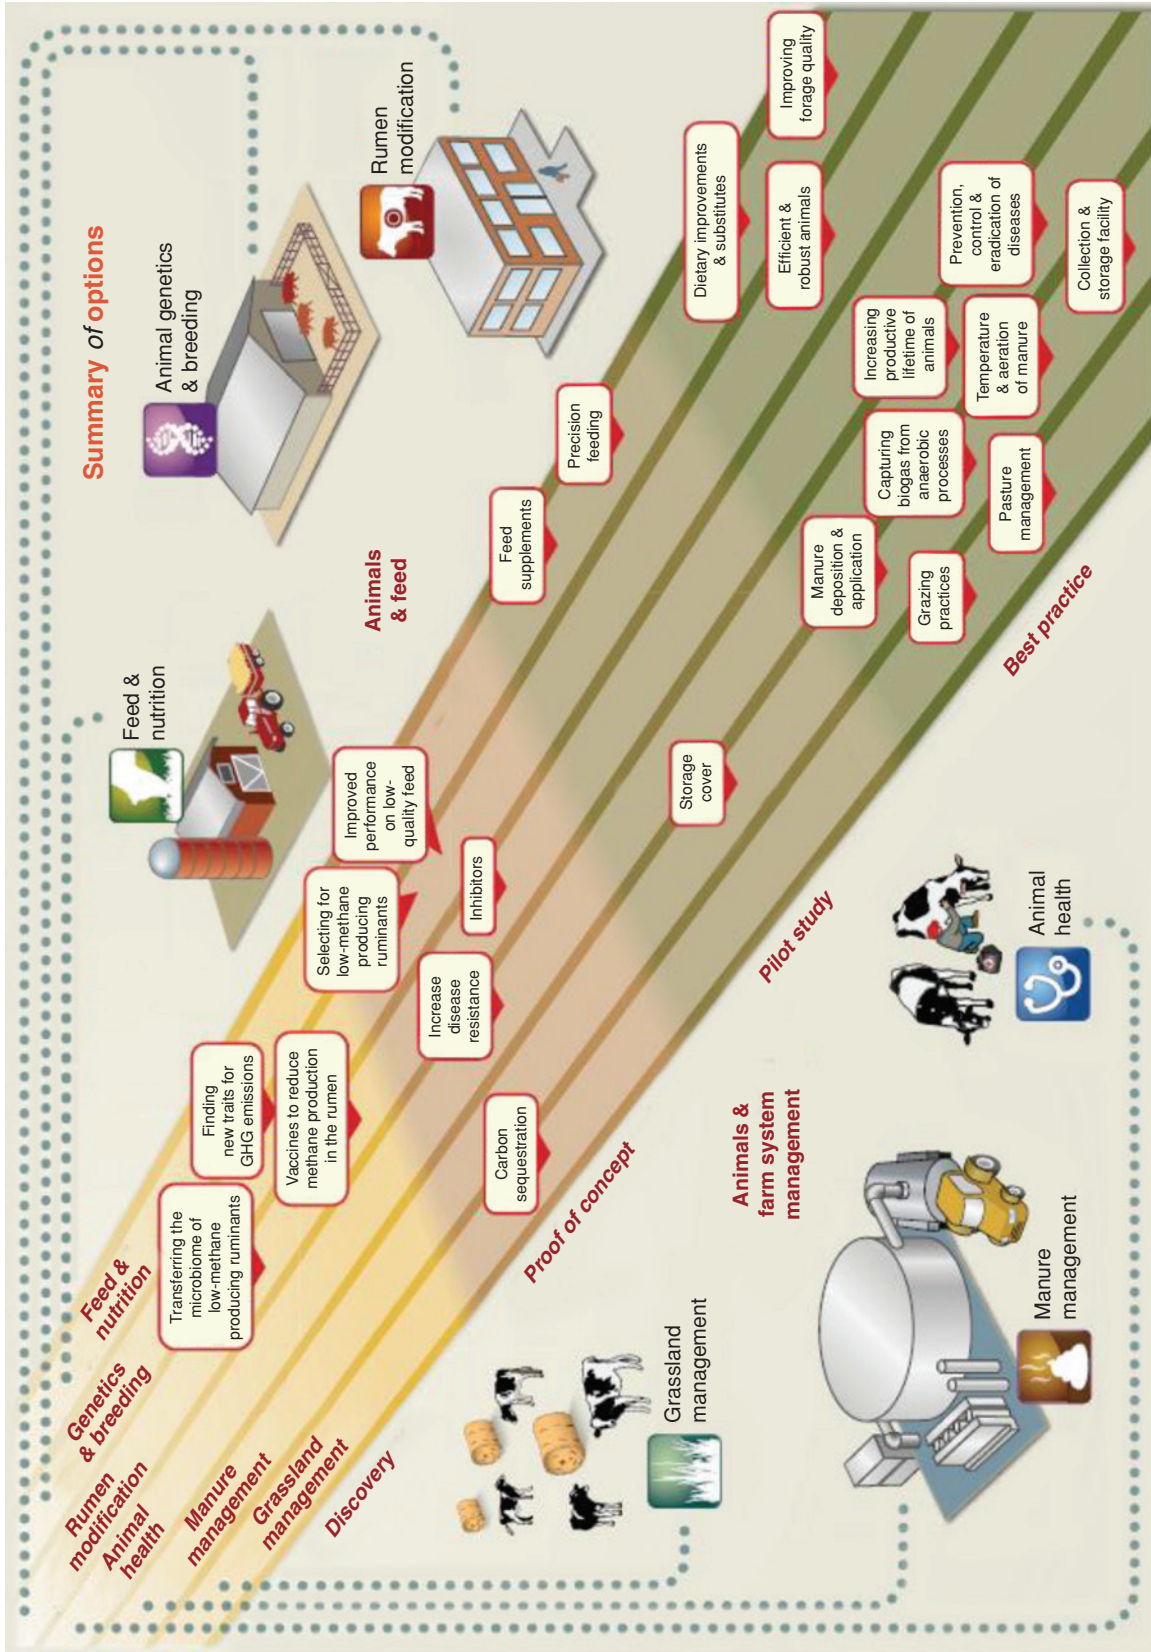 Summary of options
Feed &
nutrition
Animal genetics
& breeding
Rumen
modification
Animals
& feed
Feed &
nutrition
Genetics
& breeding
Rumen
modification
Animal
health
Manure
management
Grassland
management
Discovery
Proof of concept
Pilot study
Best practice
Transferring the
microbiome of
low-methane
producing ruminants
Finding
new traits for
GHG emissions
Vaccines to reduce
methane production
in the rumen
Selecting for
low-methane
producing
ruminants
Improved
performance
on low-
quality feed
Increase
disease
resistance
Inhibitors
Carbon
sequestration
Feed
supplements
Precision
feeding
Storage
cover
Dietary improvements
& substitutes
Improving
forage quality
Efficient &
robust animals
Manure
deposition &
application
Capturing
biogas from
anaerobic
processes
Increasing
productive
lifetime of
animals
Prevention,
control &
eradication of
diseases
Grazing
practices
Pasture
management
Temperature
& aeration
of manure
Collection &
storage facility
Animals &
farm system
management
Grassland
management
Manure
management
Animal
health